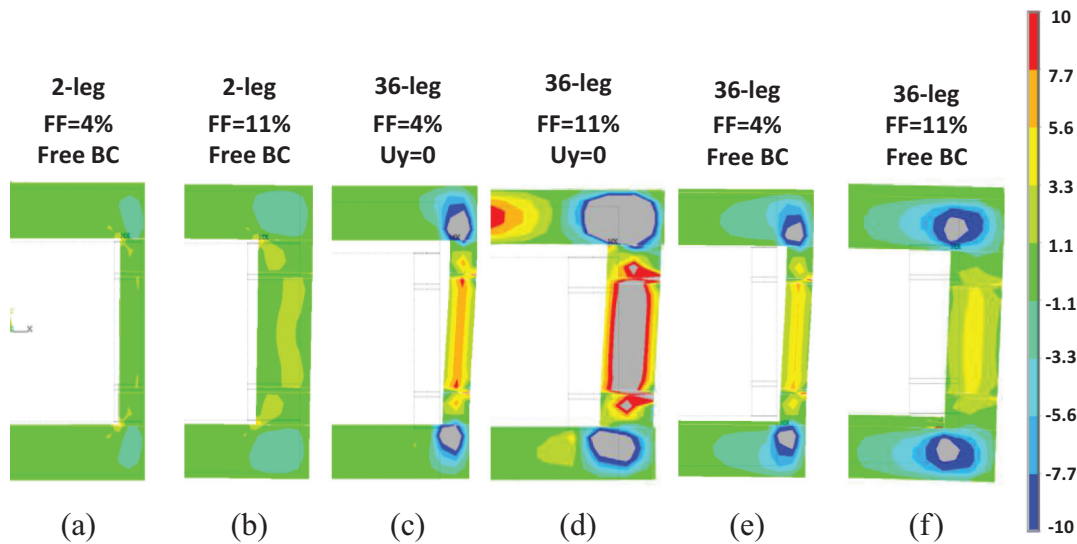 2-leg
FF=4%
Free BC
2-leg
FF=11%
Free BC
36-leg
FF=4%
Uy=0
36-leg
FF=11%
Uy=0
36-leg
FF=4%
Free BC
36-leg
FF=11%
Free BC
10
7.7
5.6
3.3
1.1
-1.1
-3.3
-5.6
-7.7
-10
X
(a)
(b)
(c)
(d)
(e)
(f)